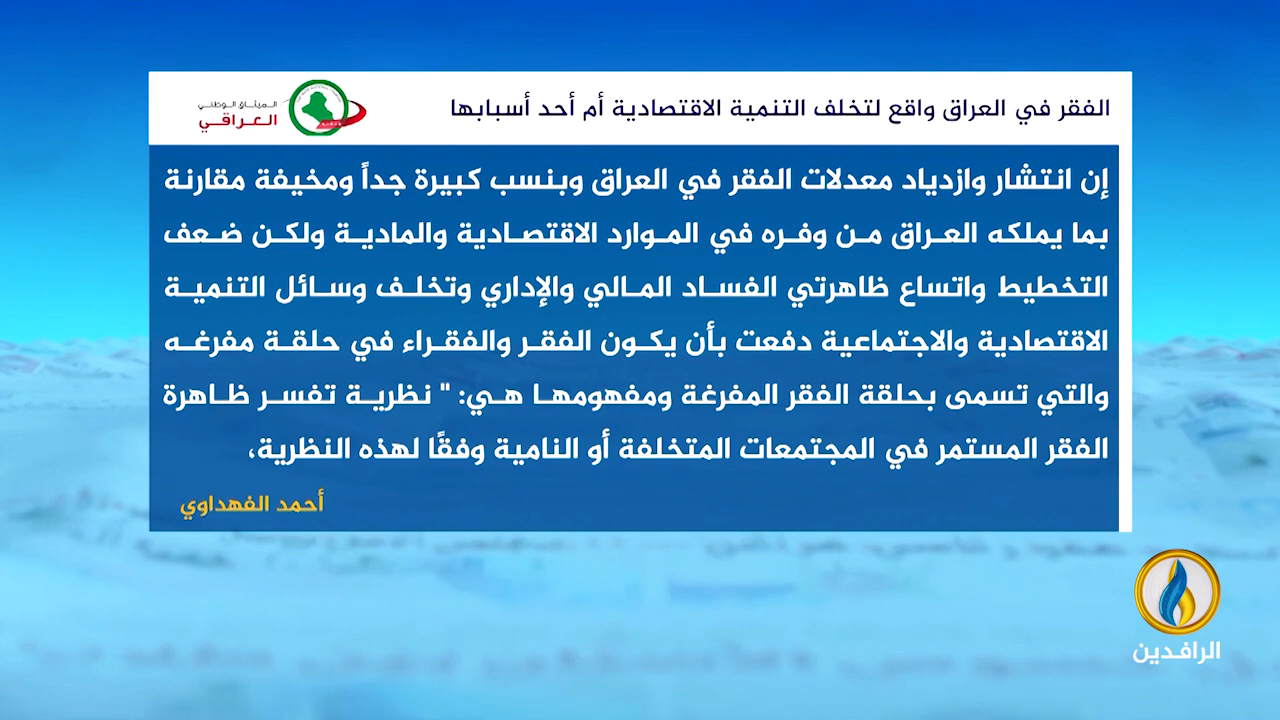 الفقر في العراق واقع لتخلف التنمية الاقتصادية أم أحد أسبابها
الميثاق الوطني
العراقي
إن انتشار وازدياد معدلات الفقر في العراق وبنسب كبيرة جداً ومخيفة مقارنة
بما يملكه العراق من وفره في الموارد الاقتصادية والمادية ولكن ضعف
التخطيط واتساع ظاهرتي الفساد المالي والإداري وتخلف وسائل التنمية
الاقتصادية والاجتماعية دفعت بأن يكون الفقر والفقراء في حلقة مفرغه
والتي تسمى بحلقة الفقر المفرغة ومفهومها هي: " نظرية تفسر ظاهرة
الفقر المستمر في المجتمعات المتخلفة أو النامية وفقًا لهذه النظرية،
أحمد الفهداوي
الرافدين